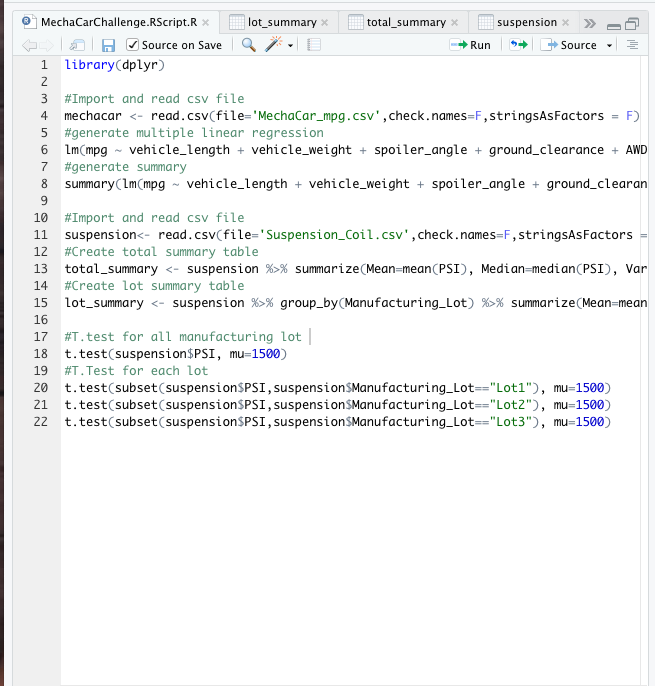 MechaCarChallenge.RScript.R
lot_summary
total_summary
suspension
Source on Save
Run
Source
1 library(dplyr)
2
3 #Import and read csv file
4 mechacar <- read.csv(file='MechaCar_mpg.csv',check.names=F,stringsAsFactors = F)
5 #generate multiple linear regression
6 lm(mpg ~ vehicle_length + vehicle_weight + spoiler_angle + ground_clearance + AWD
7 #generate summary
8 summary(lm(mpg ~ vehicle_length + vehicle_weight + spoiler_angle + ground_clearan
9
10 #Import and read csv file
11 suspension<- read.csv(file='Suspension_Coil.csv',check.names=F,stringsAsFactors =
12 #Create total summary table
13 total_summary <- suspension %>% summarize(Mean=mean(PSI), Median=median(PSI), Var
14 #Create lot summary table
15 lot_summary <- suspension %>% group_by(Manufacturing_Lot) %>% summarize(Mean=mean
16
17 #T.test for all manufacturing lot
18 t.test(suspension$PSI, mu=1500)
19 #T.Test for each lot
20 t.test(subset(suspension$PSI,suspension$Manufacturing_Lot=="Lot1"), mu=1500)
21 t.test(subset(suspension$PSI,suspension$Manufacturing_Lot=="Lot2"), mu=1500)
22 t.test(subset(suspension$PSI,suspension$Manufacturing_Lot=="Lot3"), mu=1500)